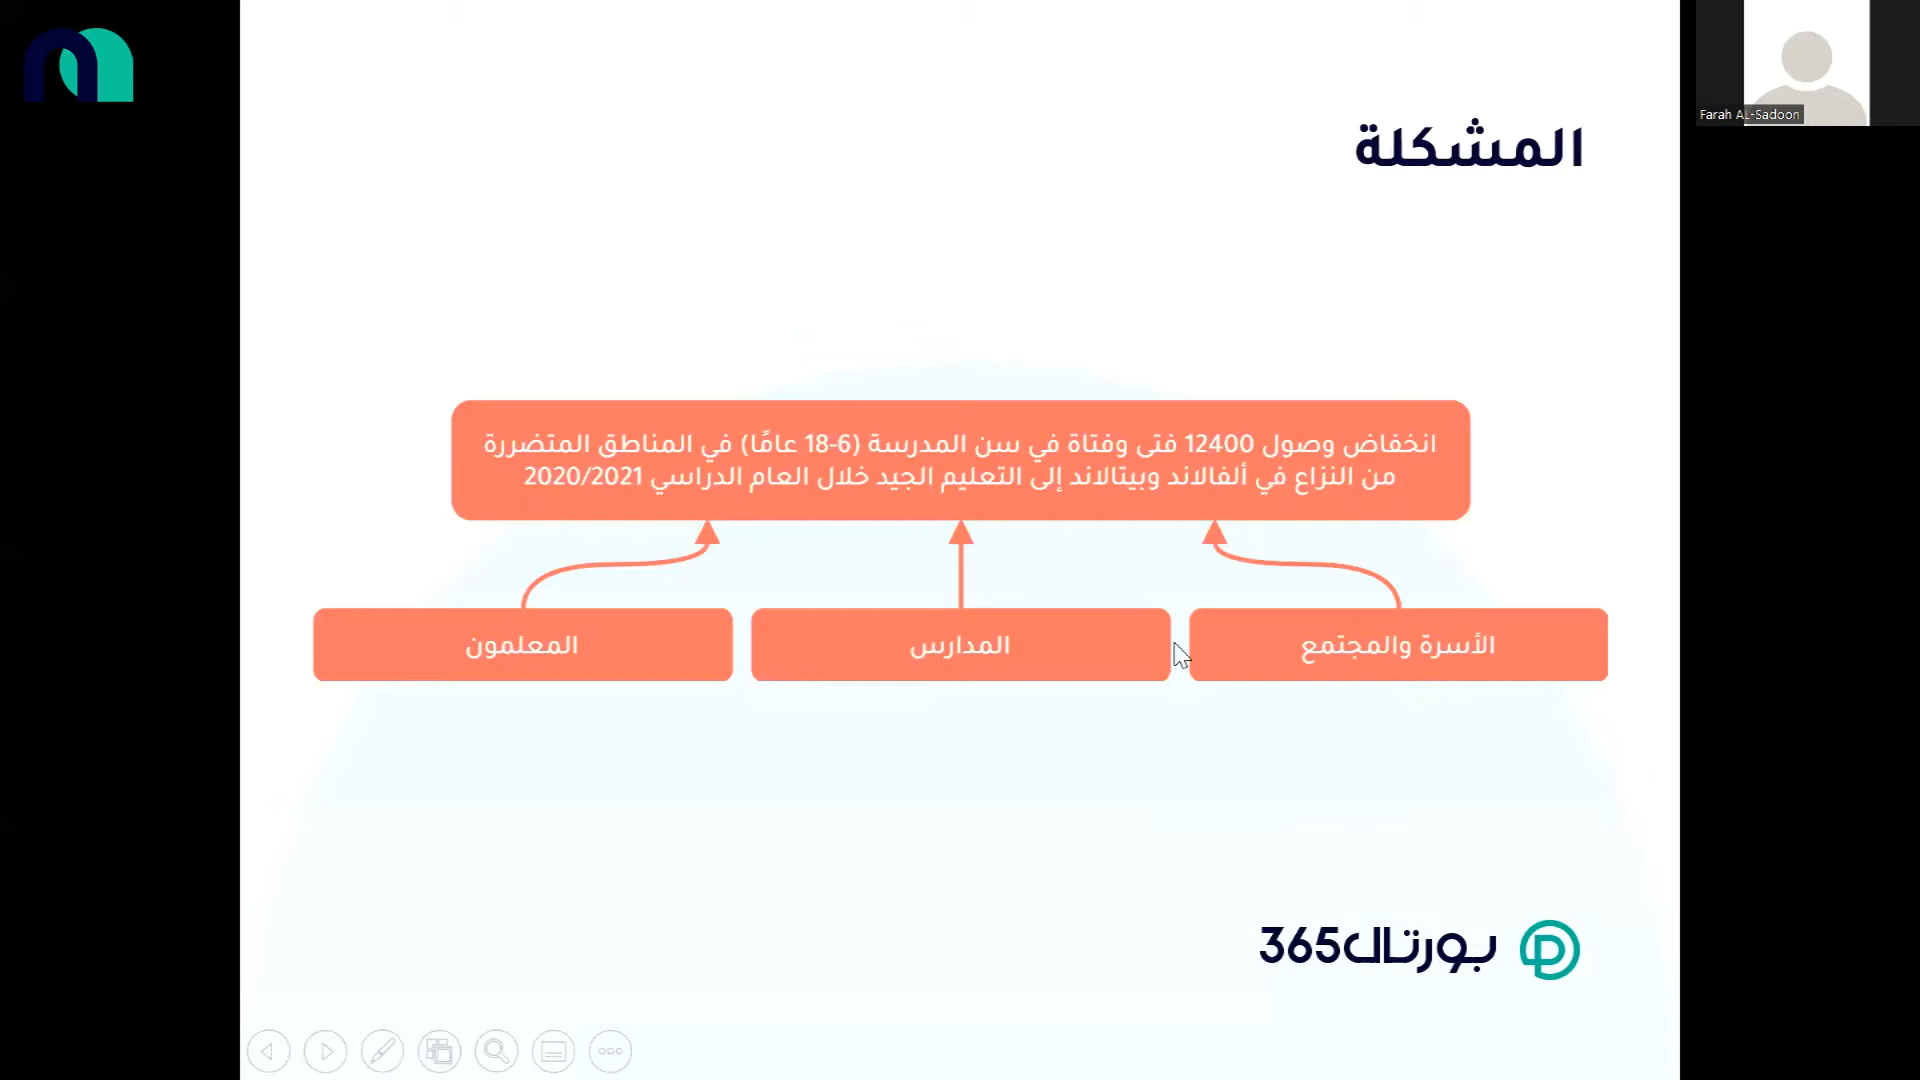 Farah AL-Sadoon
المشكلة
انخفاض وصول 12400 فتى وفتاة في سن المدرسة (6-18 عامًا) في المناطق المتضررة
من النزاع في ألفالاند وبيتالاند إلى التعليم الجيد خلال العام الدراسي 2020/2021
الأسرة والمجتمع
المدارس
المعلمون
بورتال365